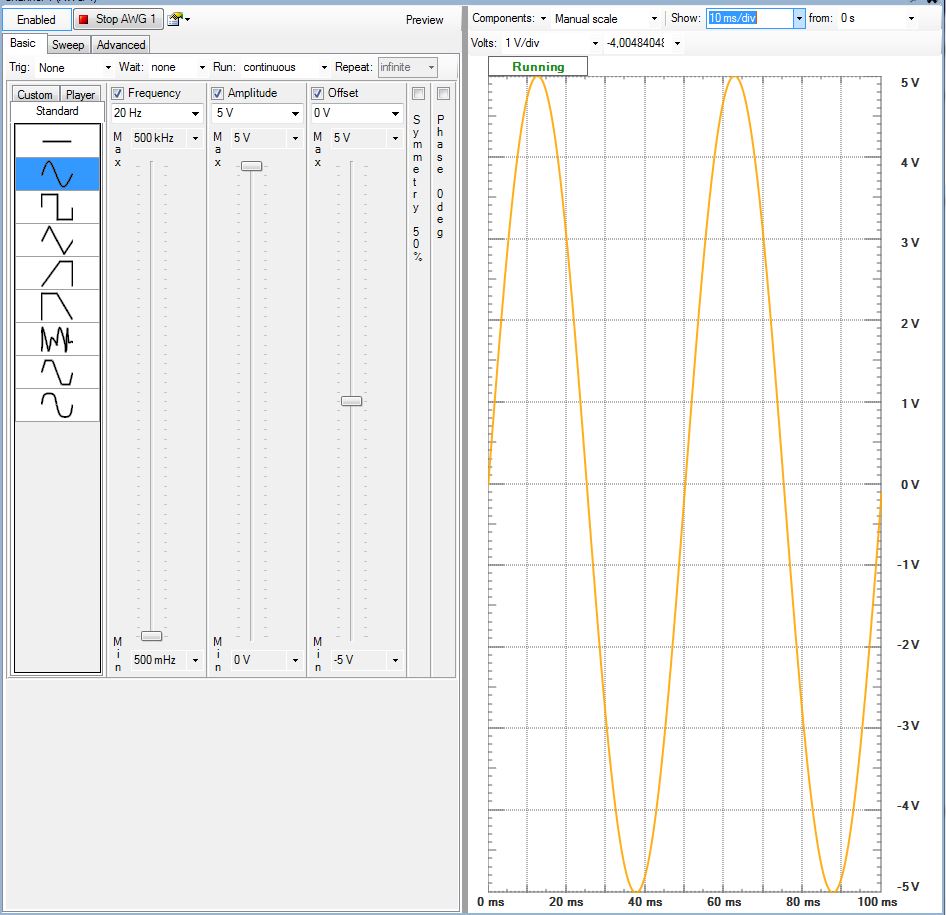 Enabled Stop AWG 1 Preview
Basic Sweep Advanced
Trig: None Wait: none Run: continuous Repeat: infinite
Custom Player
Standard
Frequency
20 Hz
Max
500 kHz
Min
500 mHz
Amplitude
5 V
Max
5 V
Min
0 V
Offset
0 V
Max
5 V
Min
-5 V
Symmetry 50%
Phase 0deg
Components: Manual scale Show: 10 ms/div from: 0 s
Volts: 1 V/div -4,00484048
Running
5 V
4 V
3 V
2 V
1 V
0 V
-1 V
-2 V
-3 V
-4 V
-5 V
0 ms 20 ms 40 ms 60 ms 80 ms 100 ms